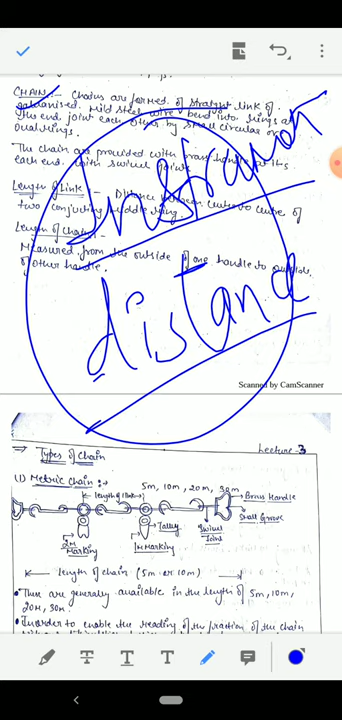 CHAIN :- Chains are formed of straight link of
galvanised. Mild steel wire bend into rings at
the end joint each other by small circular or
oval rings.
The chain are provided with brass handle at its
each end. with swivel joint.
Length of Link :- Distance between centre to centre of
two middle ring.
Length of Chain :-
Measured from the outside of one handle to outside
of other handle.
distand
Scanned by CamScanner
Lecture-3
⇒ Types of Chain
(1) Metric Chain :→ 5m, 10m, 20m, 30m
length of link
Brass Handle
Small Groove
Swivel Joint
Tally
2M Marking
1M Marking
length of chain (5m or 10m)
• These are generally available in the length of 5m, 10m,
20M, 30m.
• In order to enable the reading of the fraction of the chain